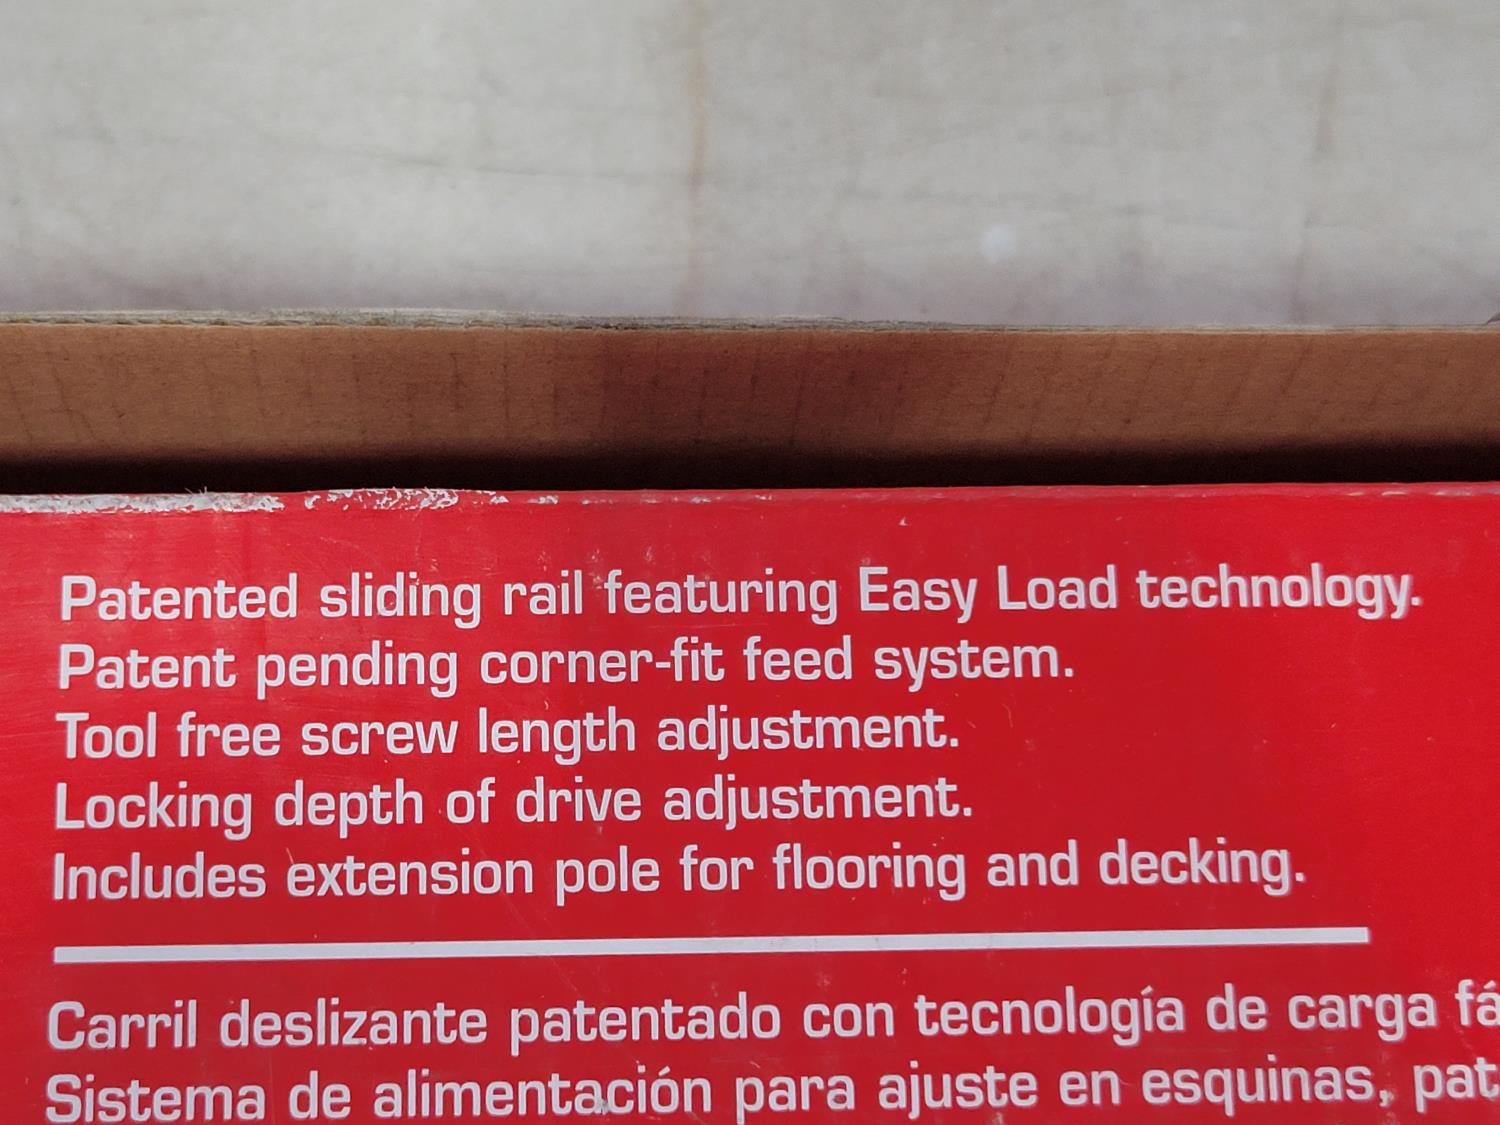 Patented sliding rail featuring Easy Load technology.
Patent pending corner-fit feed system.
Tool free screw length adjustment.
Locking depth of drive adjustment.
Includes extension pole for flooring and decking.
Carril deslizante patentado con tecnología de carga
Sistema de alimentación para ajuste en esquinas,